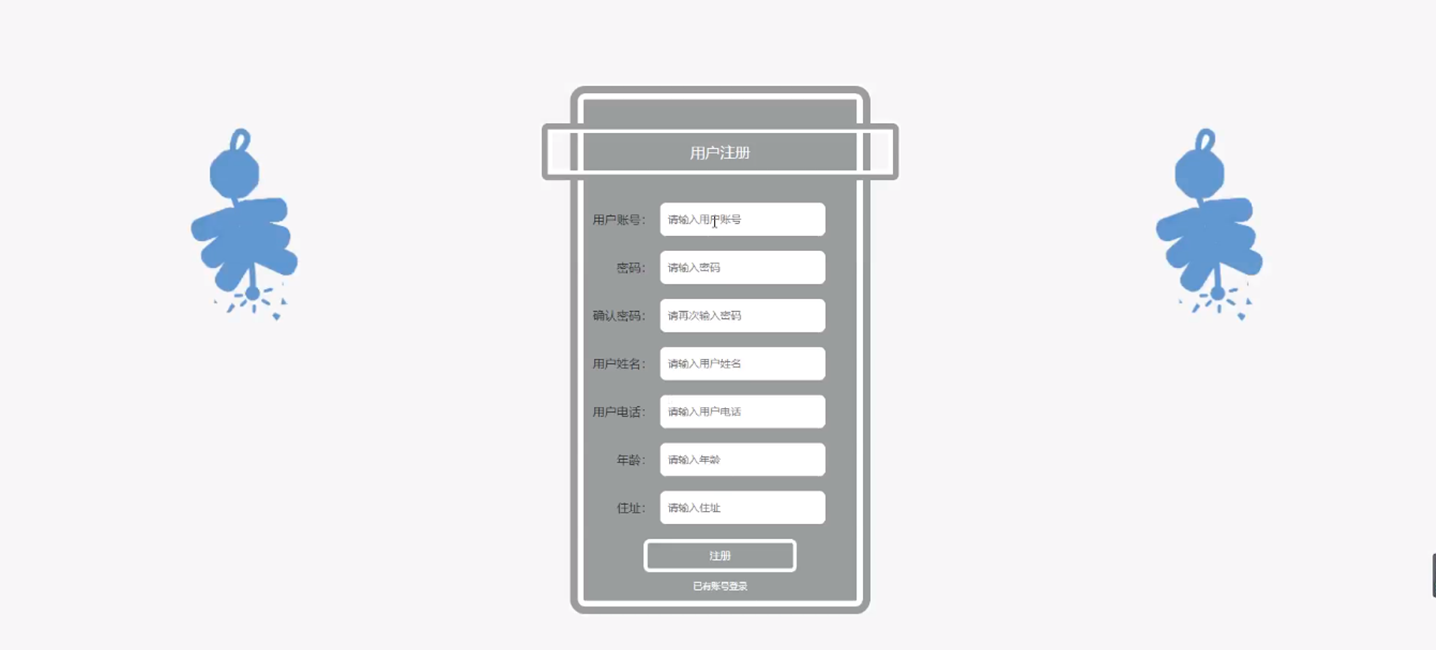 用户注册
用户账号： 请输入用户账号
密码： 请输入密码
确认密码： 请再次输入密码
用户姓名： 请输入用户姓名
用户电话： 请输入用户电话
年龄： 请输入年龄
住址： 请输入住址
注册
已有账号登录